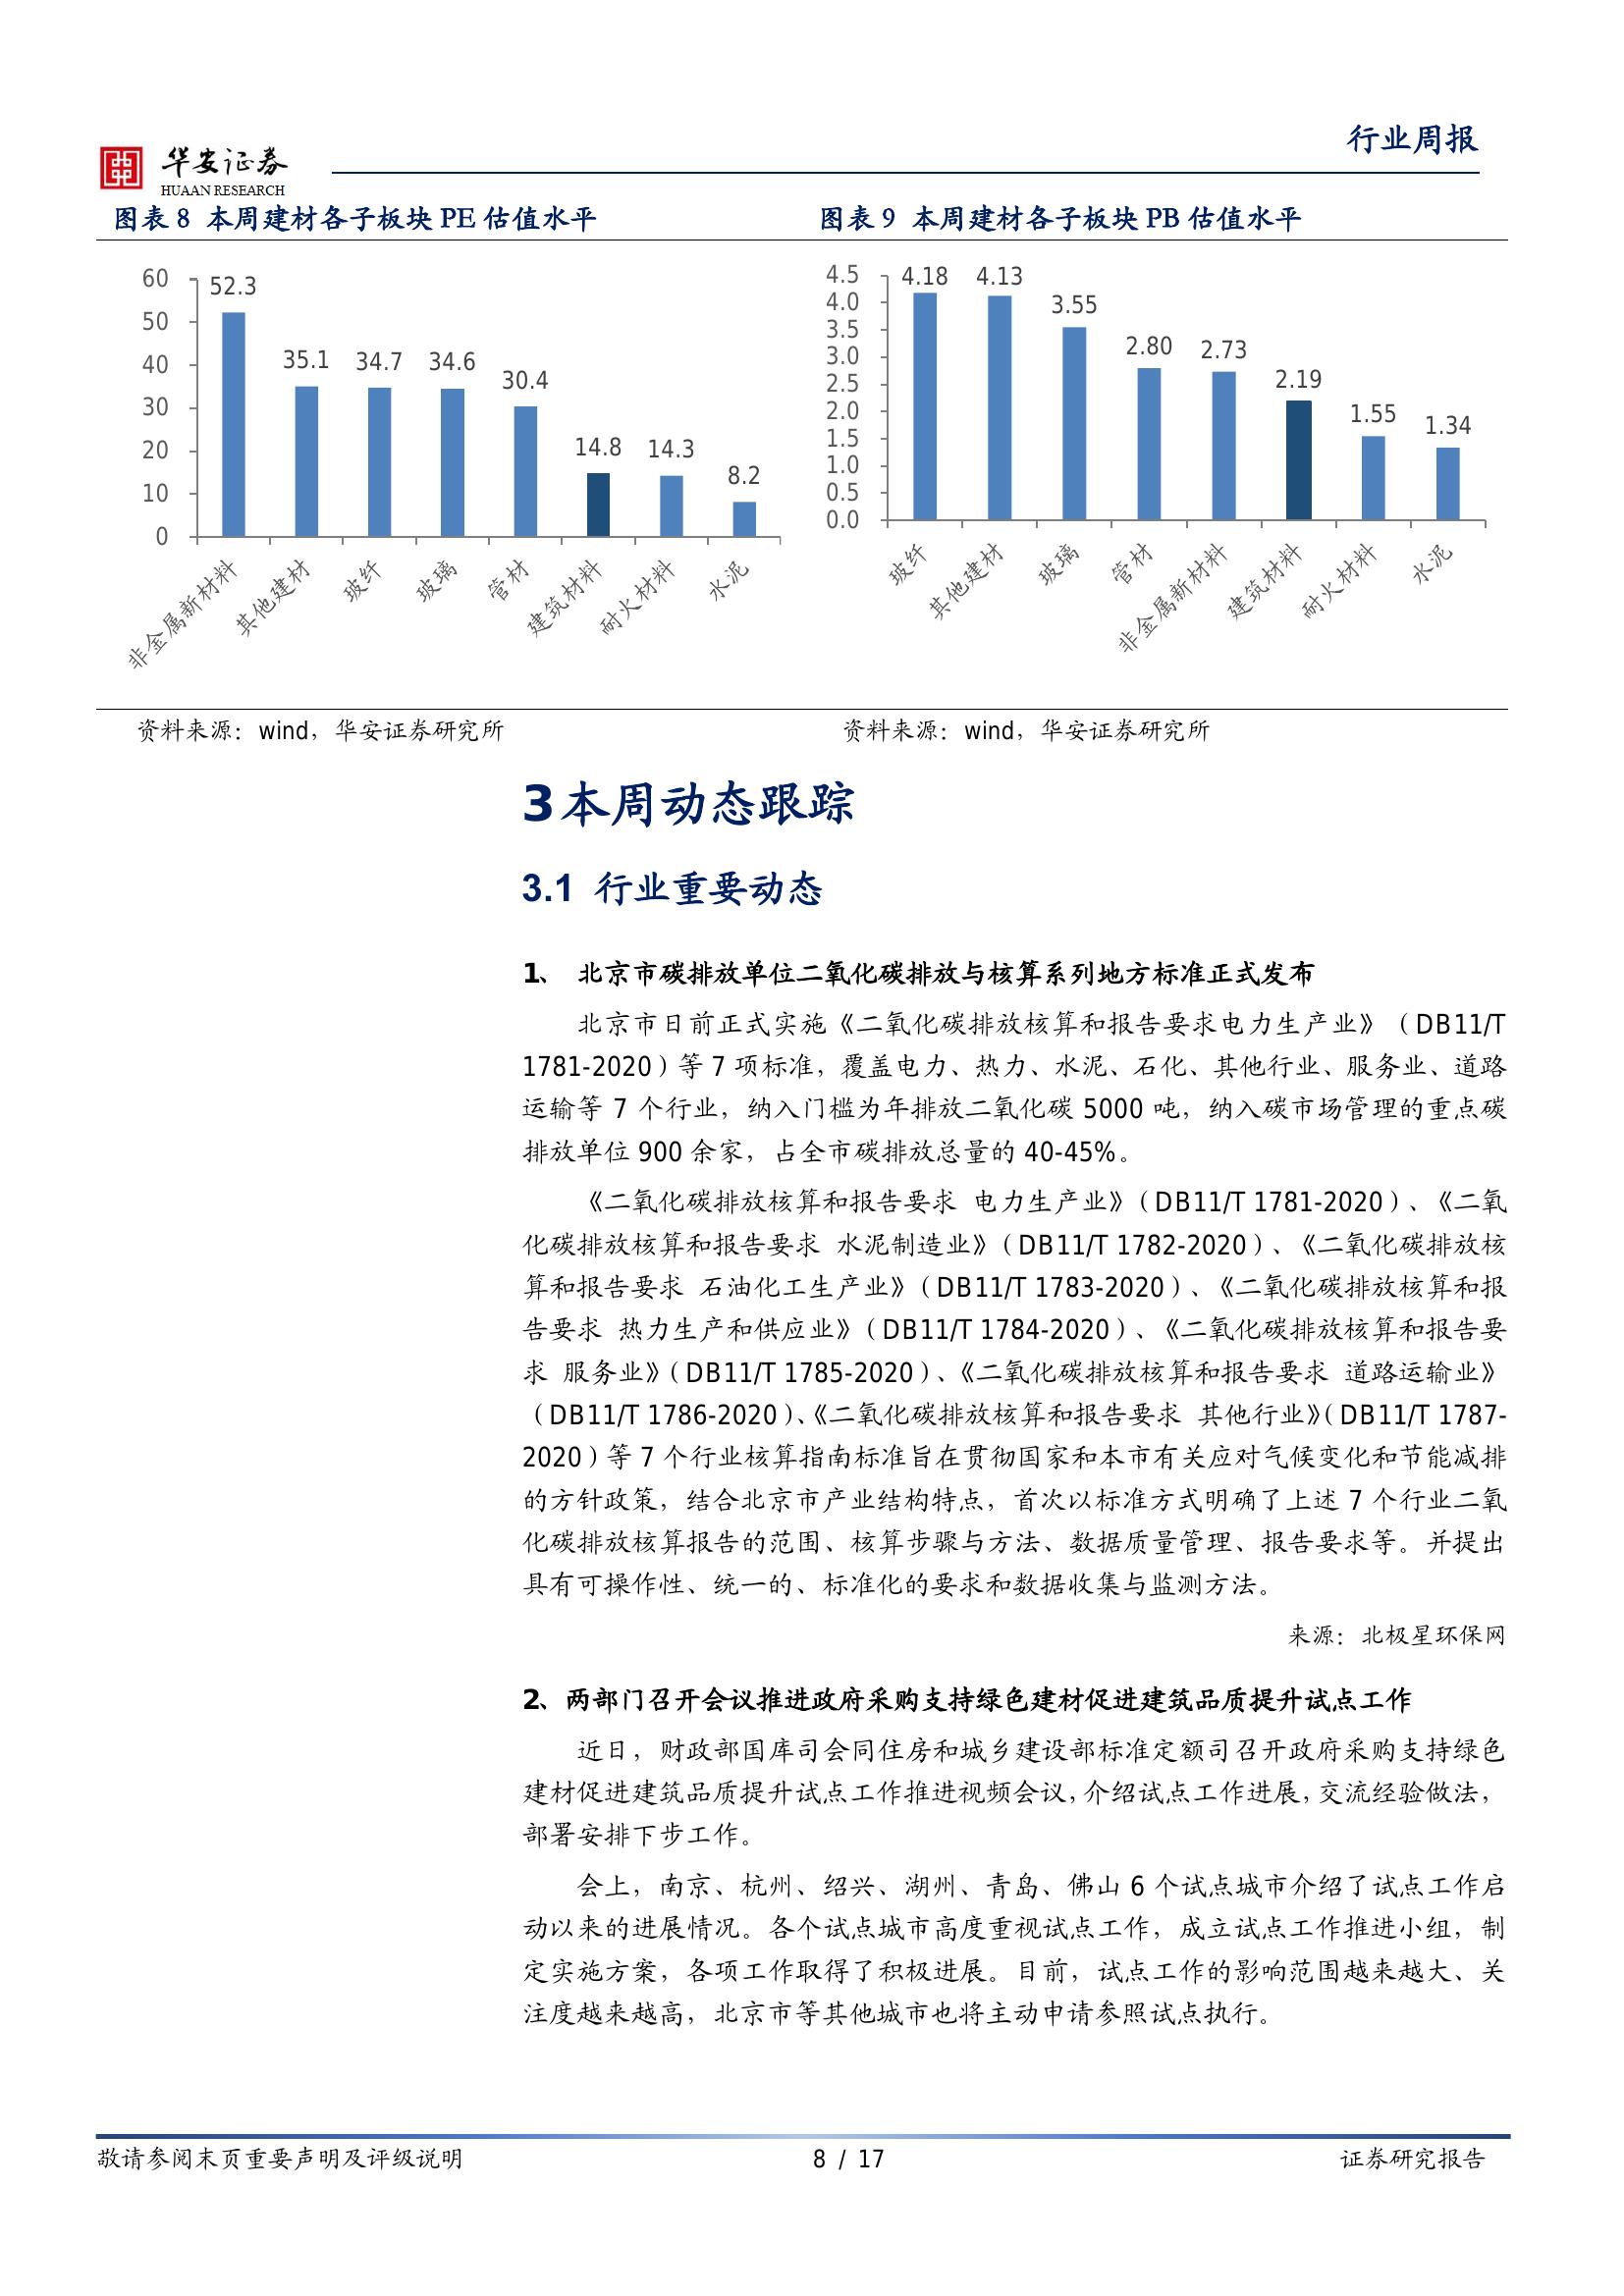 行业周报
华安证券
HUAAN RESEARCH
图表 8 本周建材各子板块 PE 估值水平
60
50
40
30
20
10
0
52.3
35.1
34.7
34.6
30.4
14.8
14.3
8.2
非金属新材料
其他建材
玻纤
玻璃
管材
建筑材料
耐火材料
水泥
资料来源：wind，华安证券研究所
图表 9 本周建材各子板块 PB 估值水平
4.5
4.0
3.5
3.0
2.5
2.0
1.5
1.0
0.5
0.0
4.18
4.13
3.55
2.80
2.73
2.19
1.55
1.34
玻纤
其他建材
玻璃
管材
非金属新材料
建筑材料
耐火材料
水泥
资料来源：wind，华安证券研究所
3 本周动态跟踪
3.1 行业重要动态
1、 北京市碳排放单位二氧化碳排放与核算系列地方标准正式发布
北京市日前正式实施《二氧化碳排放核算和报告要求电力生产业》（DB11/T
1781-2020）等 7 项标准，覆盖电力、热力、水泥、石化、其他行业、服务业、道路
运输等 7 个行业，纳入门槛为年排放二氧化碳 5000 吨，纳入碳市场管理的重点碳
排放单位 900 余家，占全市碳排放总量的 40-45%。
《二氧化碳排放核算和报告要求 电力生产业》（DB11/T 1781-2020）、《二氧
化碳排放核算和报告要求 水泥制造业》（DB11/T 1782-2020）、《二氧化碳排放核
算和报告要求 石油化工生产业》（DB11/T 1783-2020）、《二氧化碳排放核算和报
告要求 热力生产和供应业》（DB11/T 1784-2020）、《二氧化碳排放核算和报告要
求 服务业》（DB11/T 1785-2020）、《二氧化碳排放核算和报告要求 道路运输业》
（DB11/T 1786-2020）、《二氧化碳排放核算和报告要求 其他行业》（DB11/T 1787-
2020）等 7 个行业核算指南标准旨在贯彻国家和本市有关应对气候变化和节能减排
的方针政策，结合北京市产业结构特点，首次以标准方式明确了上述 7 个行业二氧
化碳排放核算报告的范围、核算步骤与方法、数据质量管理、报告要求等。并提出
具有可操作性、统一的、标准化的要求和数据收集与监测方法。
来源：北极星环保网
2、两部门召开会议推进政府采购支持绿色建材促进建筑品质提升试点工作
近日，财政部国库司会同住房和城乡建设部标准定额司召开政府采购支持绿色
建材促进建筑品质提升试点工作推进视频会议，介绍试点工作进展，交流经验做法，
部署安排下步工作。
会上，南京、杭州、绍兴、湖州、青岛、佛山 6 个试点城市介绍了试点工作启
动以来的进展情况。各个试点城市高度重视试点工作，成立试点工作推进小组，制
定实施方案，各项工作取得了积极进展。目前，试点工作的影响范围越来越大、关
注度越来越高，北京市等其他城市也将主动申请参照试点执行。
敬请参阅末页重要声明及评级说明
8 / 17
证券研究报告